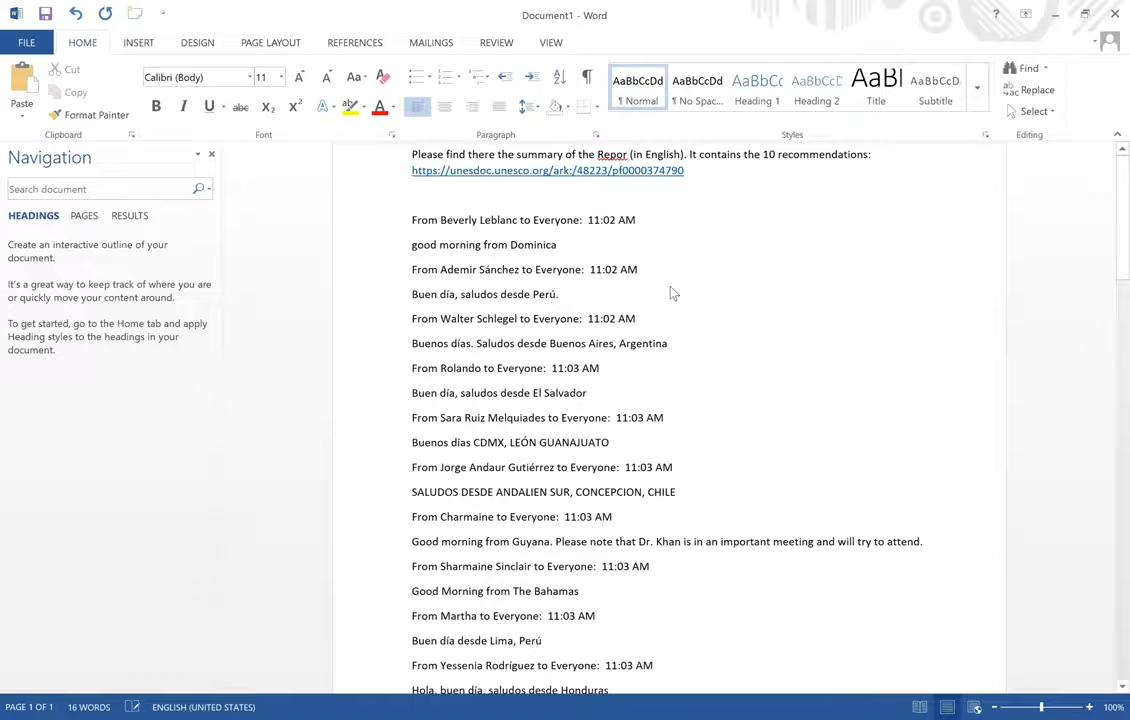 Document1 - Word
FILE HOME INSERT DESIGN PAGE LAYOUT REFERENCES MAILINGS REVIEW VIEW
Paste
Cut
Copy
Format Painter
Clipboard
Calibri (Body) 11
Font
Paragraph
AaBbCcDd AaBbCcDd AaBbCc AaBbCcD AaBl AaBbCcD
¶ Normal ¶ No Spac... Heading 1 Heading 2 Title Subtitle
Styles
Find
Replace
Select
Editing
Navigation
Search document
HEADINGS PAGES RESULTS
Create an interactive outline of your
document.
It's a great way to keep track of where you are
or quickly move your content around.
To get started, go to the Home tab and apply
Heading styles to the headings in your
document.
Please find there the summary of the Repor (in English). It contains the 10 recommendations:
https://unesdoc.unesco.org/ark:/48223/pf0000374790
From Beverly Leblanc to Everyone: 11:02 AM
good morning from Dominica
From Ademir Sánchez to Everyone: 11:02 AM
Buen día, saludos desde Perú.
From Walter Schlegel to Everyone: 11:02 AM
Buenos días. Saludos desde Buenos Aires, Argentina
From Rolando to Everyone: 11:03 AM
Buen día, saludos desde El Salvador
From Sara Ruiz Melquiades to Everyone: 11:03 AM
Buenos días CDMX, LEÓN GUANAJUATO
From Jorge Andaur Gutiérrez to Everyone: 11:03 AM
SALUDOS DESDE ANDALIEN SUR, CONCEPCION, CHILE
From Charmaine to Everyone: 11:03 AM
Good morning from Guyana. Please note that Dr. Khan is in an important meeting and will try to attend.
From Sharmaine Sinclair to Everyone: 11:03 AM
Good Morning from The Bahamas
From Martha to Everyone: 11:03 AM
Buen día desde Lima, Perú
From Yessenia Rodríguez to Everyone: 11:03 AM
Hola, buen día, saludos desde Honduras
PAGE 1 OF 1 16 WORDS ENGLISH (UNITED STATES) 100%